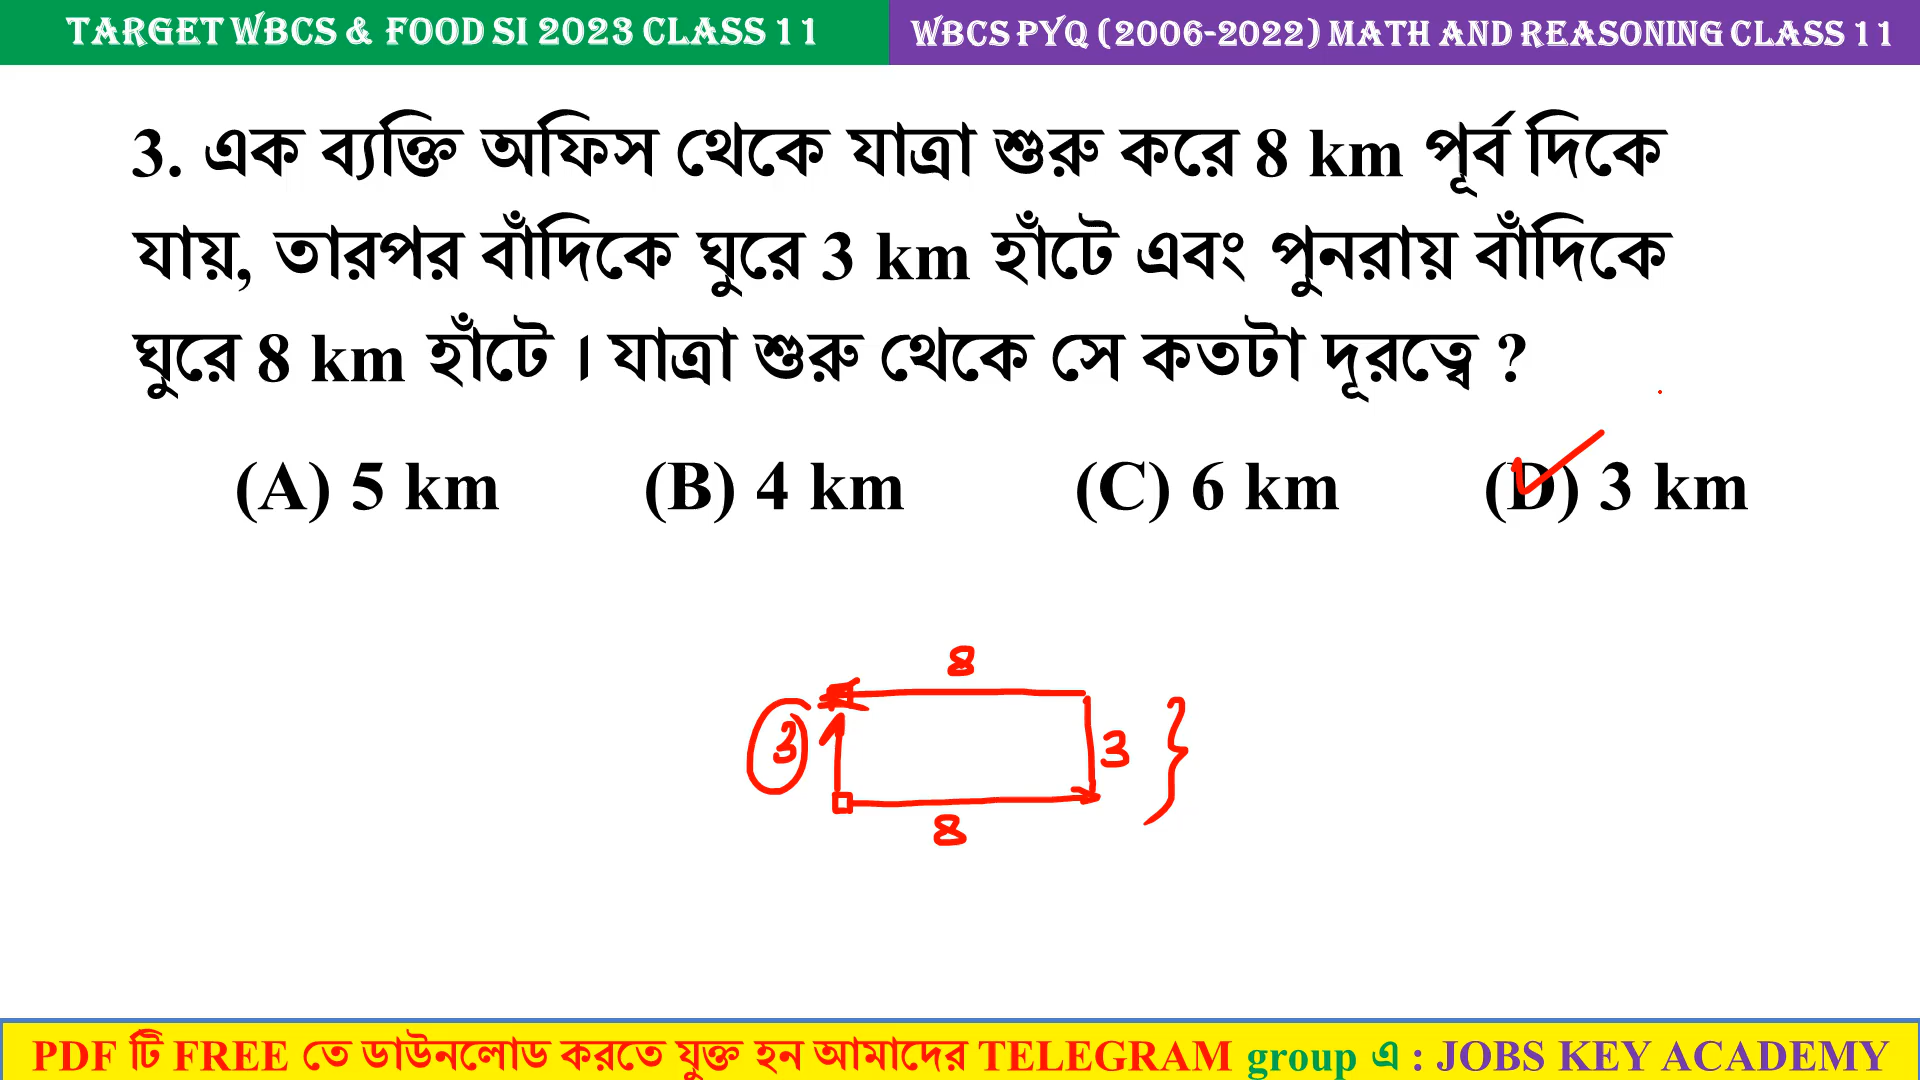 TARGET WBCS & FOOD SI 2023 CLASS 11
WBCS PYQ (2006-2022) MATH AND REASONING CLASS 11
3. এক ব্যক্তি অফিস থেকে যাত্রা শুরু করে 8 km পূর্ব দিকে
যায়, তারপর বাঁদিকে ঘুরে 3 km হাঁটে এবং পুনরায় বাঁদিকে
ঘুরে 8 km হাঁটে । যাত্রা শুরু থেকে সে কতটা দূরত্বে ?
(A) 5 km (B) 4 km (C) 6 km (D) 3 km
8
3 3
8
PDF টি FREE তে ডাউনলোড করতে যুক্ত হন আমাদের TELEGRAM group এ : JOBS KEY ACADEMY